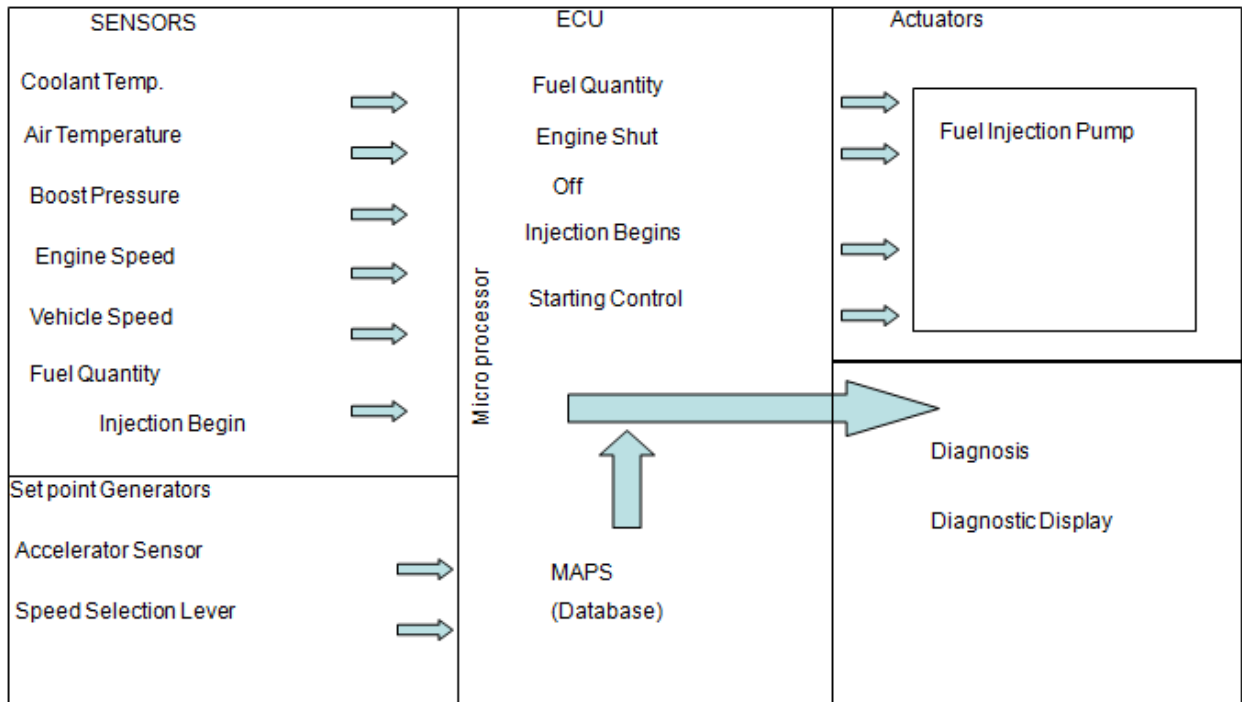 SENSORS
Coolant Temp.
Air Temperature
Boost Pressure
Engine Speed
Vehicle Speed
Fuel Quantity
Injection Begin
Set point Generators
Accelerator Sensor
Speed Selection Lever
ECU
Fuel Quantity
Engine Shut
Off
Injection Begins
Starting Control
Micro processor
MAPS
(Database)
Actuators
Fuel Injection Pump
Diagnosis
Diagnostic Display